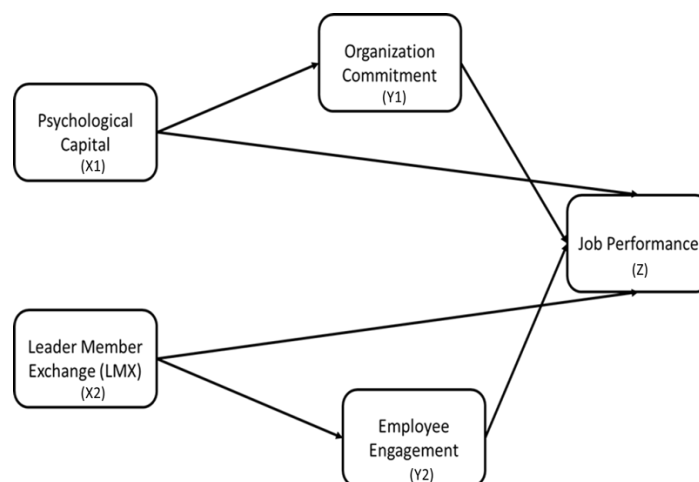 Organization
Commitment
(Y1)
Psychological
Capital
(X1)
Job Performance
(Z)
Leader Member
Exchange (LMX)
(X2)
Employee
Engagement
(Y2)